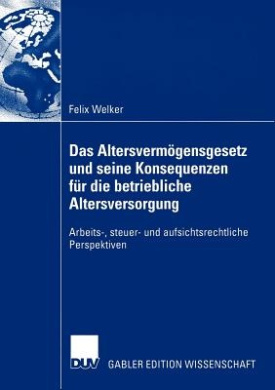 Felix Welker
Das Altersvermögensgesetz
und seine Konsequenzen
für die betriebliche
Altersversorgung
Arbeits-, steuer- und aufsichtsrechtliche
Perspektiven
DUV
GABLER EDITION WISSENSCHAFT